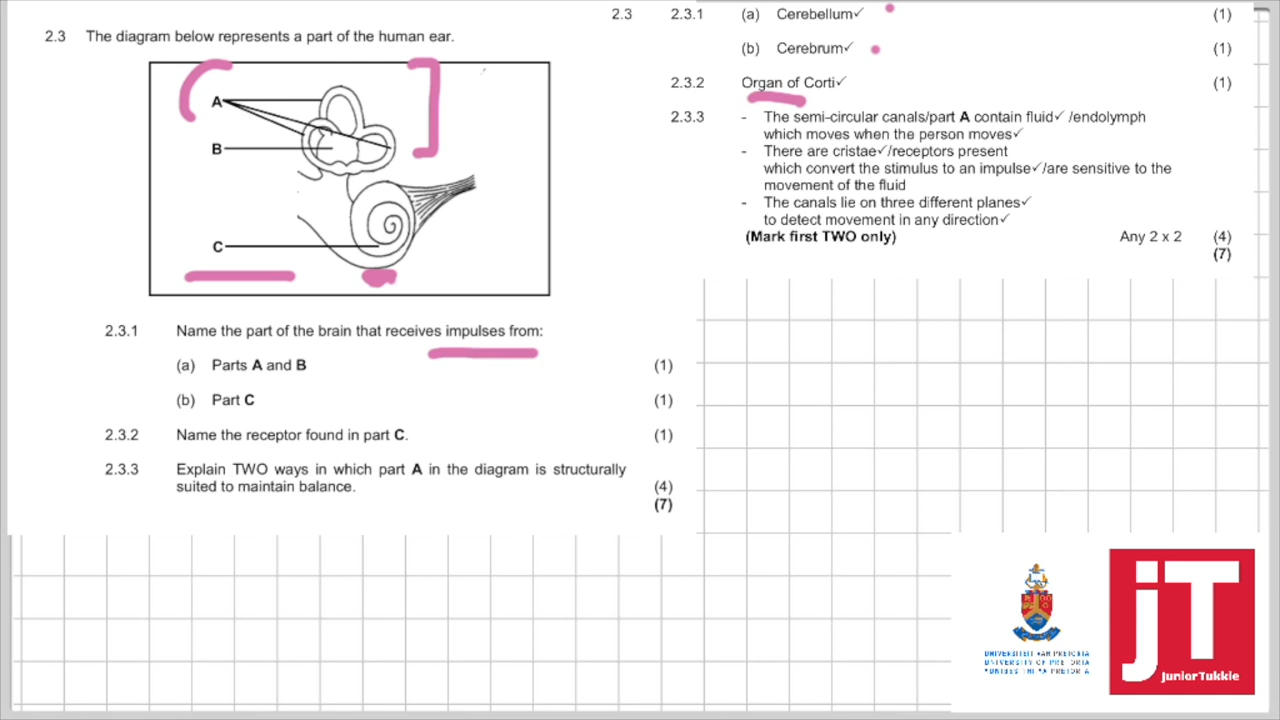 2.3 The diagram below represents a part of the human ear.
A
B
C
2.3.1 Name the part of the brain that receives impulses from:
(a) Parts A and B (1)
(b) Part C (1)
2.3.2 Name the receptor found in part C. (1)
2.3.3 Explain TWO ways in which part A in the diagram is structurally
suited to maintain balance. (4)
(7)
2.3 2.3.1 (a) Cerebellum✓ (1)
(b) Cerebrum✓ (1)
2.3.2 Organ of Corti✓ (1)
2.3.3 - The semi-circular canals/part A contain fluid✓ /endolymph
which moves when the person moves✓
- There are cristae✓/receptors present
which convert the stimulus to an impulse✓/are sensitive to the
movement of the fluid
- The canals lie on three different planes✓
to detect movement in any direction✓
(Mark first TWO only) Any 2 x 2 (4)
(7)
UNIVERSITEIT VAN PRETORIA
UNIVERSITY OF PRETORIA
YUNIBESITHI YA PRETORIA
jT
JuniorTukkie